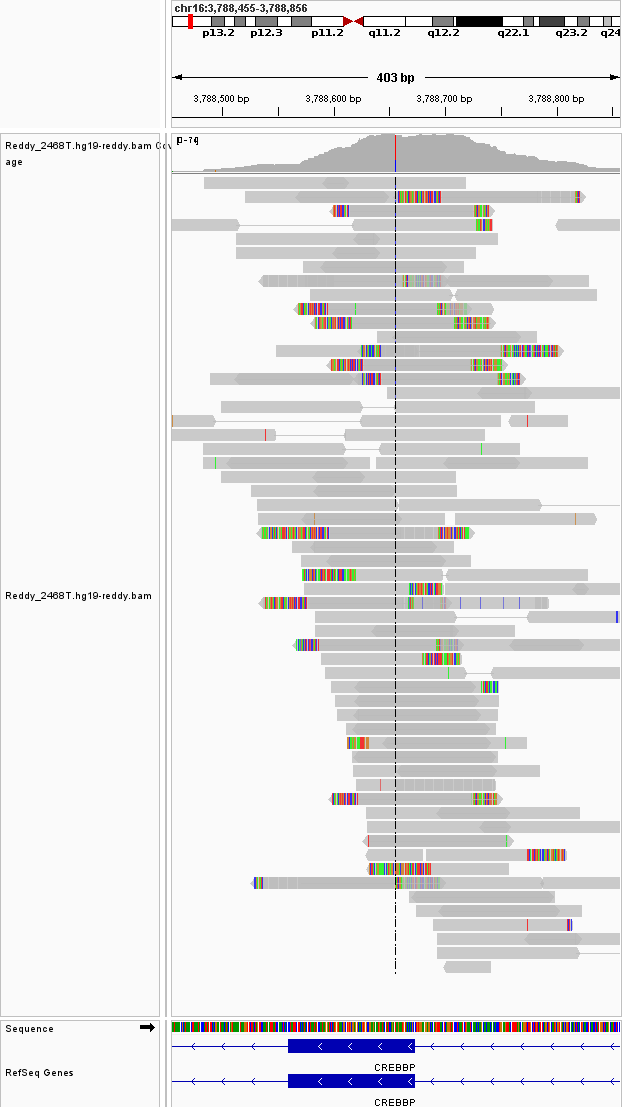 chr16:3,788,455-3,788,856
p13.2 p12.3 p11.2 q11.2 q12.2 q22.1 q23.2 q24
403 bp
3,788,500 bp 3,788,600 bp 3,788,700 bp 3,788,800 bp
Reddy_2468T.hg19-reddy.bam Cov
age
[0-74]
Reddy_2468T.hg19-reddy.bam
Sequence
CREBBP
RefSeq Genes
CREBBP